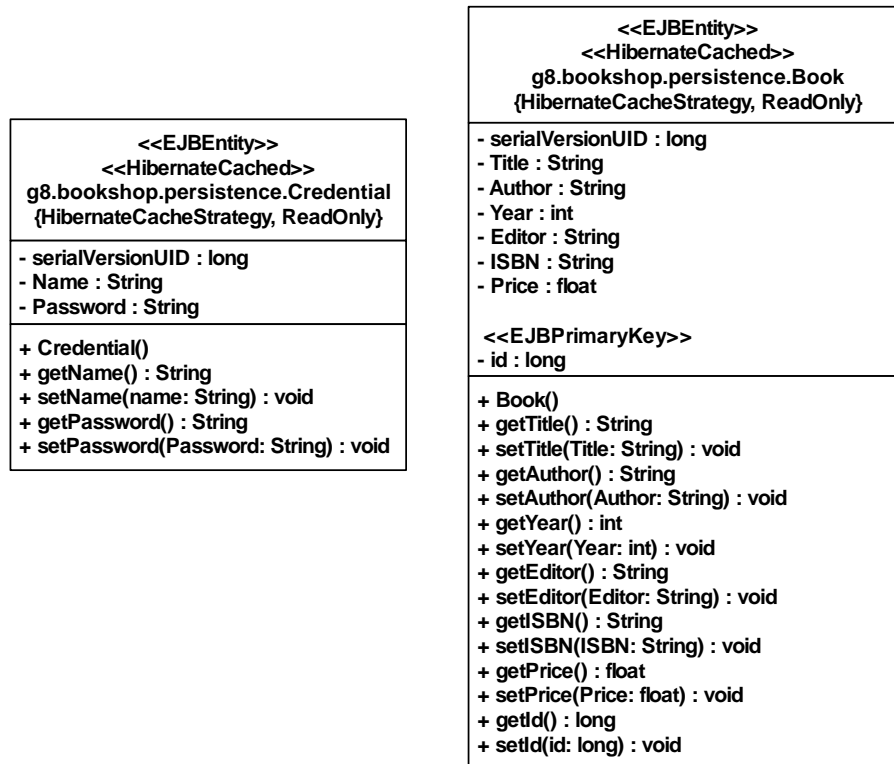 <<EJBEntity>>
<<HibernateCached>>
g8.bookshop.persistence.Credential
{HibernateCacheStrategy, ReadOnly}
- serialVersionUID : long
- Name : String
- Password : String
+ Credential()
+ getName() : String
+ setName(name: String) : void
+ getPassword() : String
+ setPassword(Password: String) : void
<<EJBEntity>>
<<HibernateCached>>
g8.bookshop.persistence.Book
{HibernateCacheStrategy, ReadOnly}
- serialVersionUID : long
- Title : String
- Author : String
- Year : int
- Editor : String
- ISBN : String
- Price : float
<<EJBPrimaryKey>>
- id : long
+ Book()
+ getTitle() : String
+ setTitle(Title: String) : void
+ getAuthor() : String
+ setAuthor(Author: String) : void
+ getYear() : int
+ setYear(Year: int) : void
+ getEditor() : String
+ setEditor(Editor: String) : void
+ getISBN() : String
+ setISBN(ISBN: String) : void
+ getPrice() : float
+ setPrice(Price: float) : void
+ getId() : long
+ setId(id: long) : void